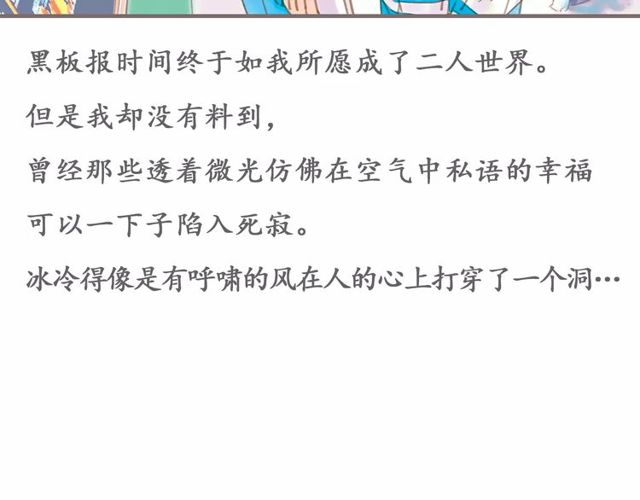 黑板报时间终于如我所愿成了二人世界。
但是我却没有料到，
曾经那些透着微光仿佛在空气中私语的幸福
可以一下子陷入死寂。
冰冷得像是有呼啸的风在人的心上打穿了一个洞…